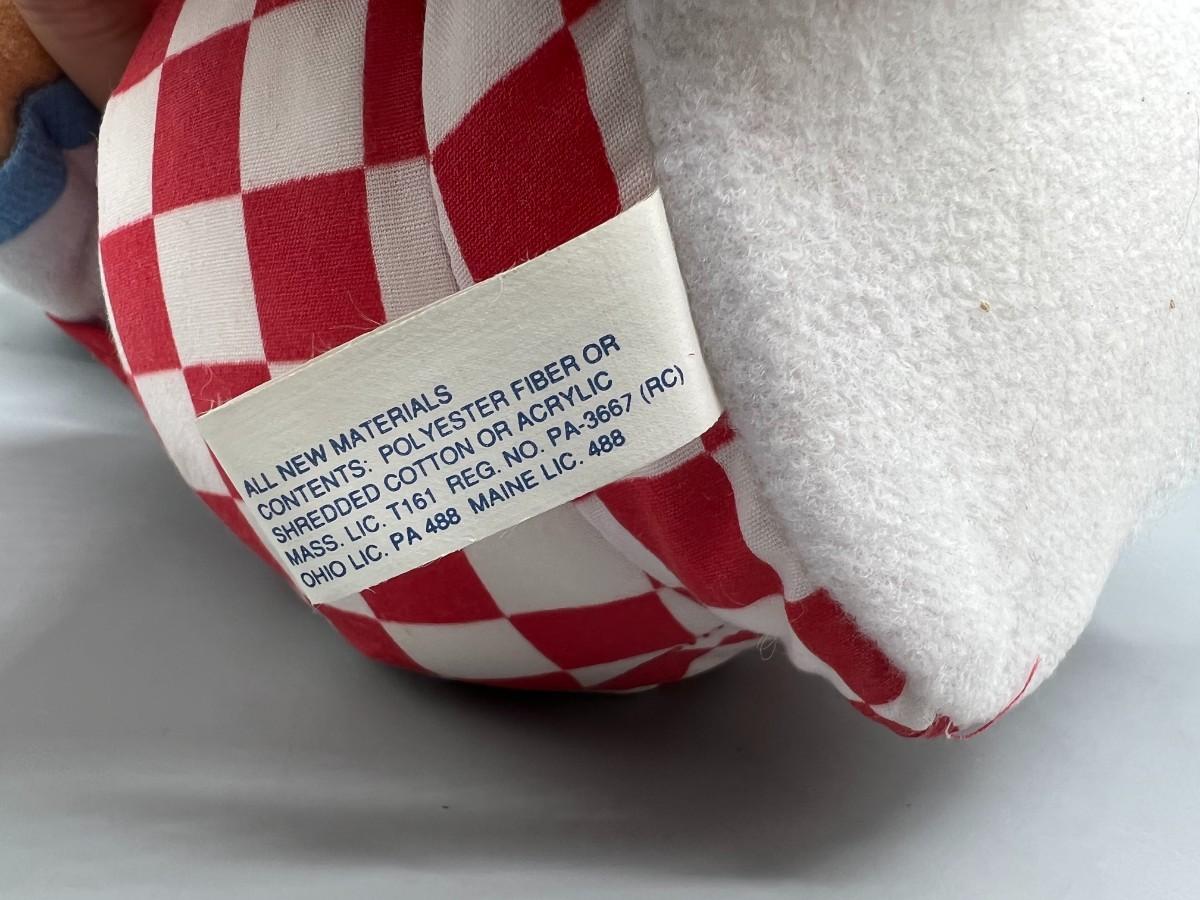 ALL NEW MATERIALS
CONTENTS: POLYESTER FIBER OR
SHREDDED COTTON OR ACRYLIC
MASS. LIC. T161 REG. NO. PA-3667 (RC)
OHIO LIC. PA 488 MAINE LIC. 488